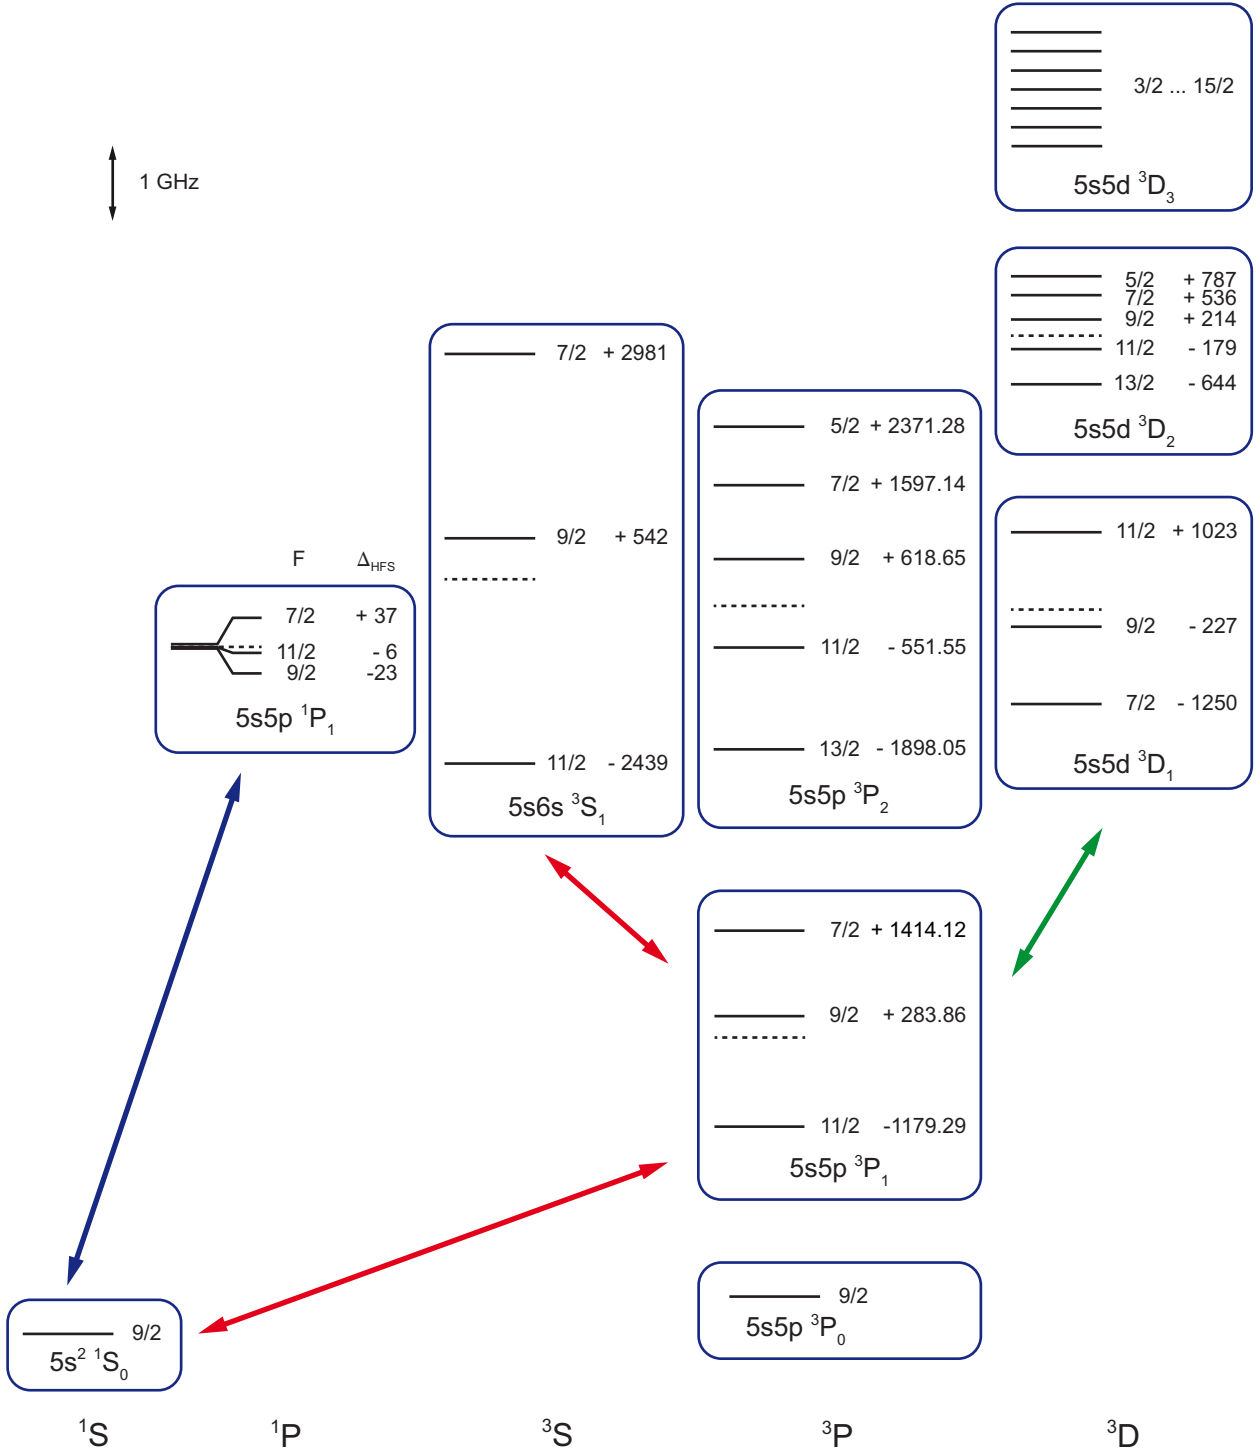 3/2 ... 15/2
5s5d ³D₃
1 GHz
5/2 + 787
7/2 + 536
9/2 + 214
11/2 - 179
13/2 - 644
5s5d ³D₂
7/2 + 2981
9/2 + 542
11/2 - 2439
5s6s ³S₁
5/2 + 2371.28
7/2 + 1597.14
9/2 + 618.65
11/2 - 551.55
13/2 - 1898.05
5s5p ³P₂
11/2 + 1023
9/2 - 227
7/2 - 1250
5s5d ³D₁
F Δ_HFS
7/2 + 37
11/2 - 6
9/2 -23
5s5p ¹P₁
7/2 + 1414.12
9/2 + 283.86
11/2 -1179.29
5s5p ³P₁
9/2
5s5p ³P₀
9/2
5s² ¹S₀
¹S ¹P ³S ³P ³D